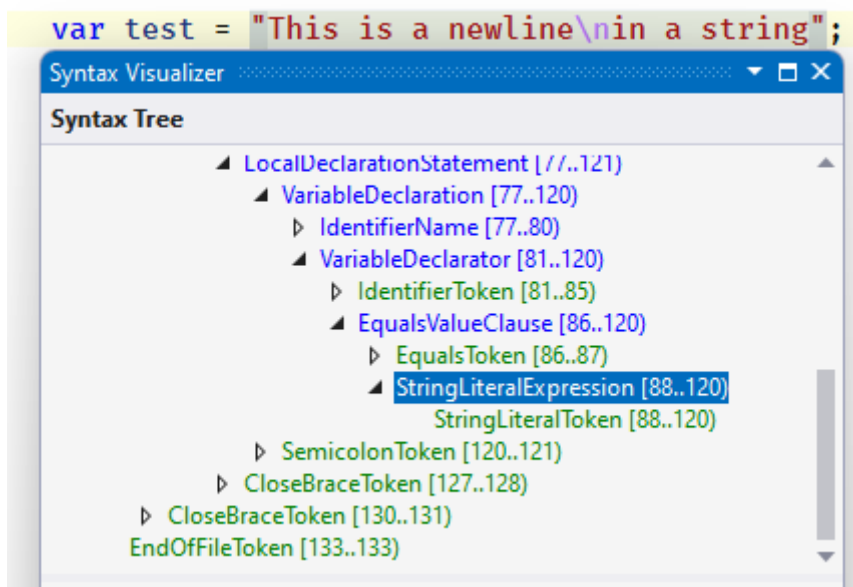 var test = "This is a newline\nin a string";
Syntax Visualizer
Syntax Tree
LocalDeclarationStatement [77..121)
VariableDeclaration [77..120)
IdentifierName [77..80)
VariableDeclarator [81..120)
IdentifierToken [81..85)
EqualsValueClause [86..120)
EqualsToken [86..87)
StringLiteralExpression [88..120)
StringLiteralToken [88..120)
SemicolonToken [120..121)
CloseBraceToken [127..128)
CloseBraceToken [130..131)
EndOfFileToken [133..133)